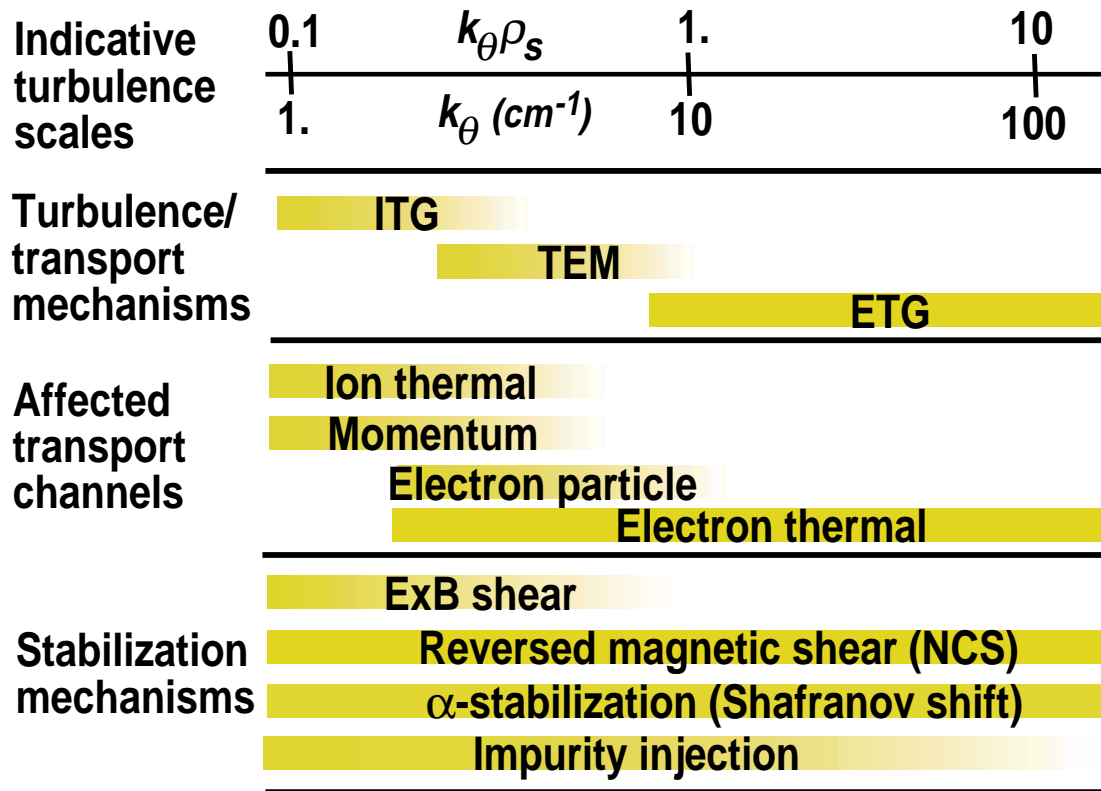 Indicative
turbulence
scales
0.1 kθρs 1. 10
1. kθ (cm-1) 10 100
Turbulence/
transport
mechanisms
ITG
TEM
ETG
Affected
transport
channels
Ion thermal
Momentum
Electron particle
Electron thermal
Stabilization
mechanisms
ExB shear
Reversed magnetic shear (NCS)
α-stabilization (Shafranov shift)
Impurity injection